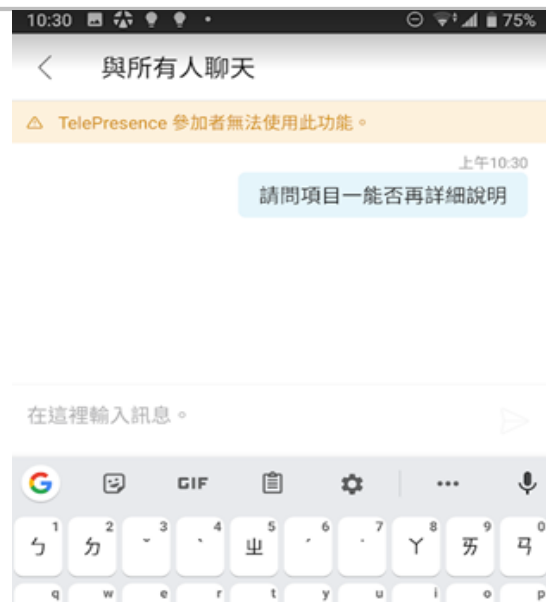 10:30 75%
與所有人聊天
TelePresence 參加者無法使用此功能。
上午10:30
請問項目一能否再詳細說明
在這裡輸入訊息。
G GIF
1 2 3 4 5 6 7 8 9 0
ㄅ ㄉ ˇ ˋ ㄓ ˊ ˙ ㄚ ㄞ ㄢ
q w e r t y u i o p